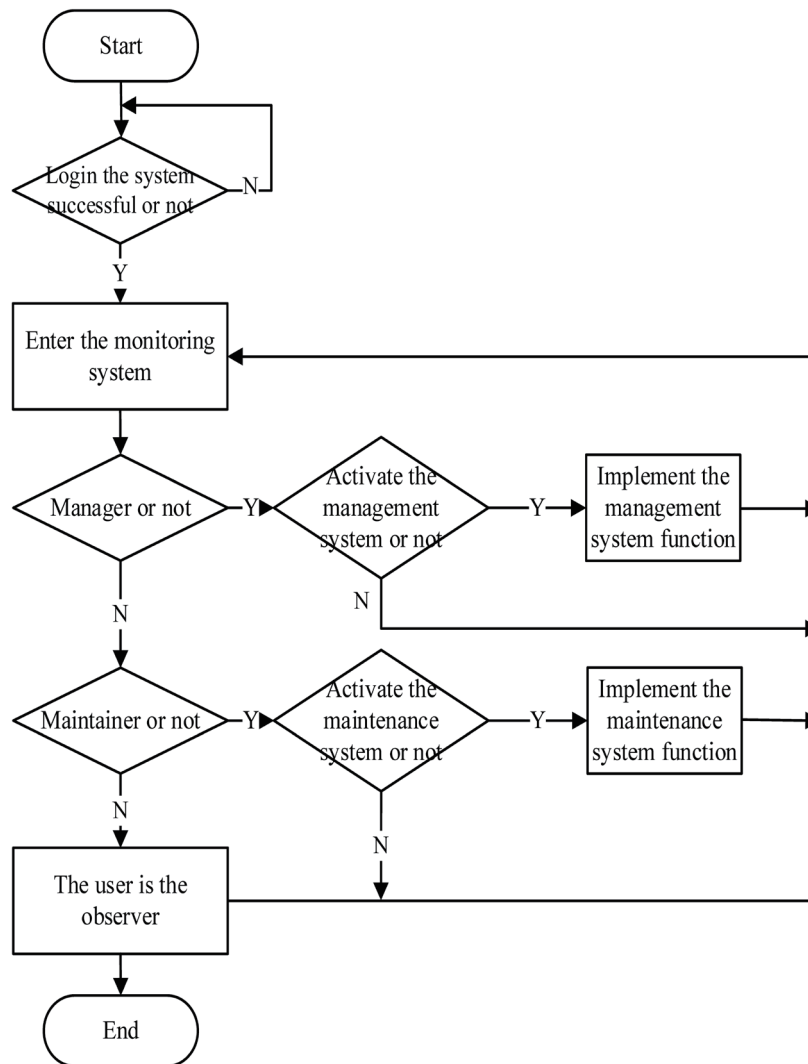 Start
Login the system
successful or not
N
Y
Enter the monitoring
system
Manager or not
Y
Activate the
management
system or not
Y
Implement the
management
system function
N
N
Maintainer or not
Y
Activate the
maintenance
system or not
Y
Implement the
maintenance
system function
N
N
The user is the
observer
End